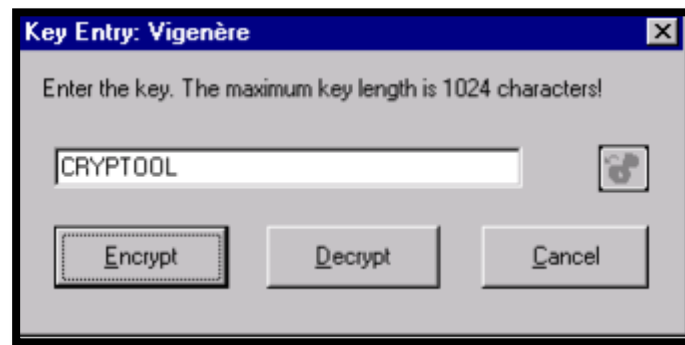 Key Entry: Vigenère
Enter the key. The maximum key length is 1024 characters!
CRYPTOOL
Encrypt Decrypt Cancel